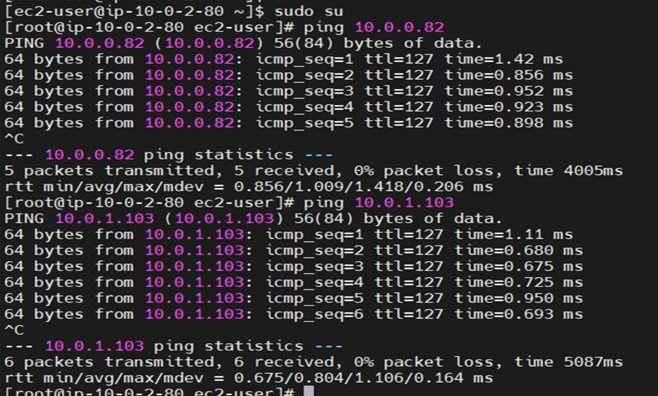 [ec2-user@ip-10-0-2-80 ~]$ sudo su
[root@ip-10-0-2-80 ec2-user]# ping 10.0.0.82
PING 10.0.0.82 (10.0.0.82) 56(84) bytes of data.
64 bytes from 10.0.0.82: icmp_seq=1 ttl=127 time=1.42 ms
64 bytes from 10.0.0.82: icmp_seq=2 ttl=127 time=0.856 ms
64 bytes from 10.0.0.82: icmp_seq=3 ttl=127 time=0.952 ms
64 bytes from 10.0.0.82: icmp_seq=4 ttl=127 time=0.923 ms
64 bytes from 10.0.0.82: icmp_seq=5 ttl=127 time=0.898 ms
^C
--- 10.0.0.82 ping statistics ---
5 packets transmitted, 5 received, 0% packet loss, time 4005ms
rtt min/avg/max/mdev = 0.856/1.009/1.418/0.206 ms
[root@ip-10-0-2-80 ec2-user]# ping 10.0.1.103
PING 10.0.1.103 (10.0.1.103) 56(84) bytes of data.
64 bytes from 10.0.1.103: icmp_seq=1 ttl=127 time=1.11 ms
64 bytes from 10.0.1.103: icmp_seq=2 ttl=127 time=0.680 ms
64 bytes from 10.0.1.103: icmp_seq=3 ttl=127 time=0.675 ms
64 bytes from 10.0.1.103: icmp_seq=4 ttl=127 time=0.725 ms
64 bytes from 10.0.1.103: icmp_seq=5 ttl=127 time=0.950 ms
64 bytes from 10.0.1.103: icmp_seq=6 ttl=127 time=0.693 ms
^C
--- 10.0.1.103 ping statistics ---
6 packets transmitted, 6 received, 0% packet loss, time 5087ms
rtt min/avg/max/mdev = 0.675/0.804/1.106/0.164 ms
[root@ip-10-0-2-80 ec2-user]#